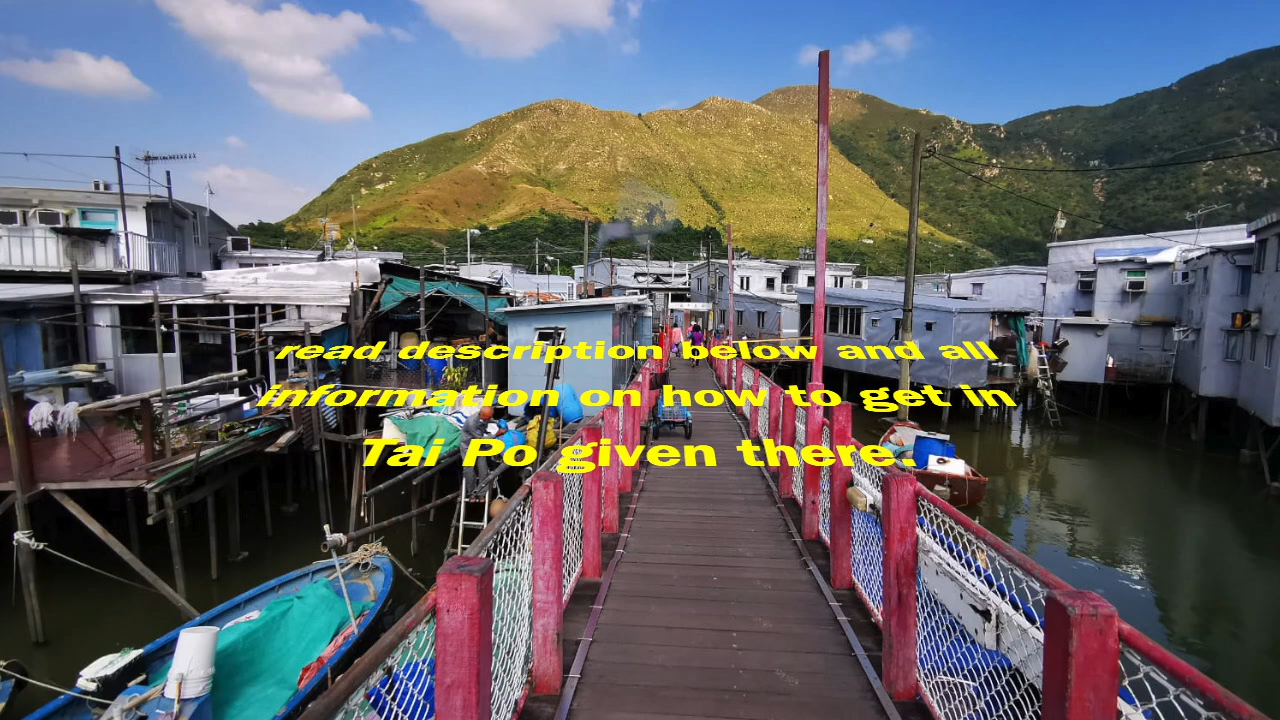 read description below and all
information on how to get in
Tai Po given there.